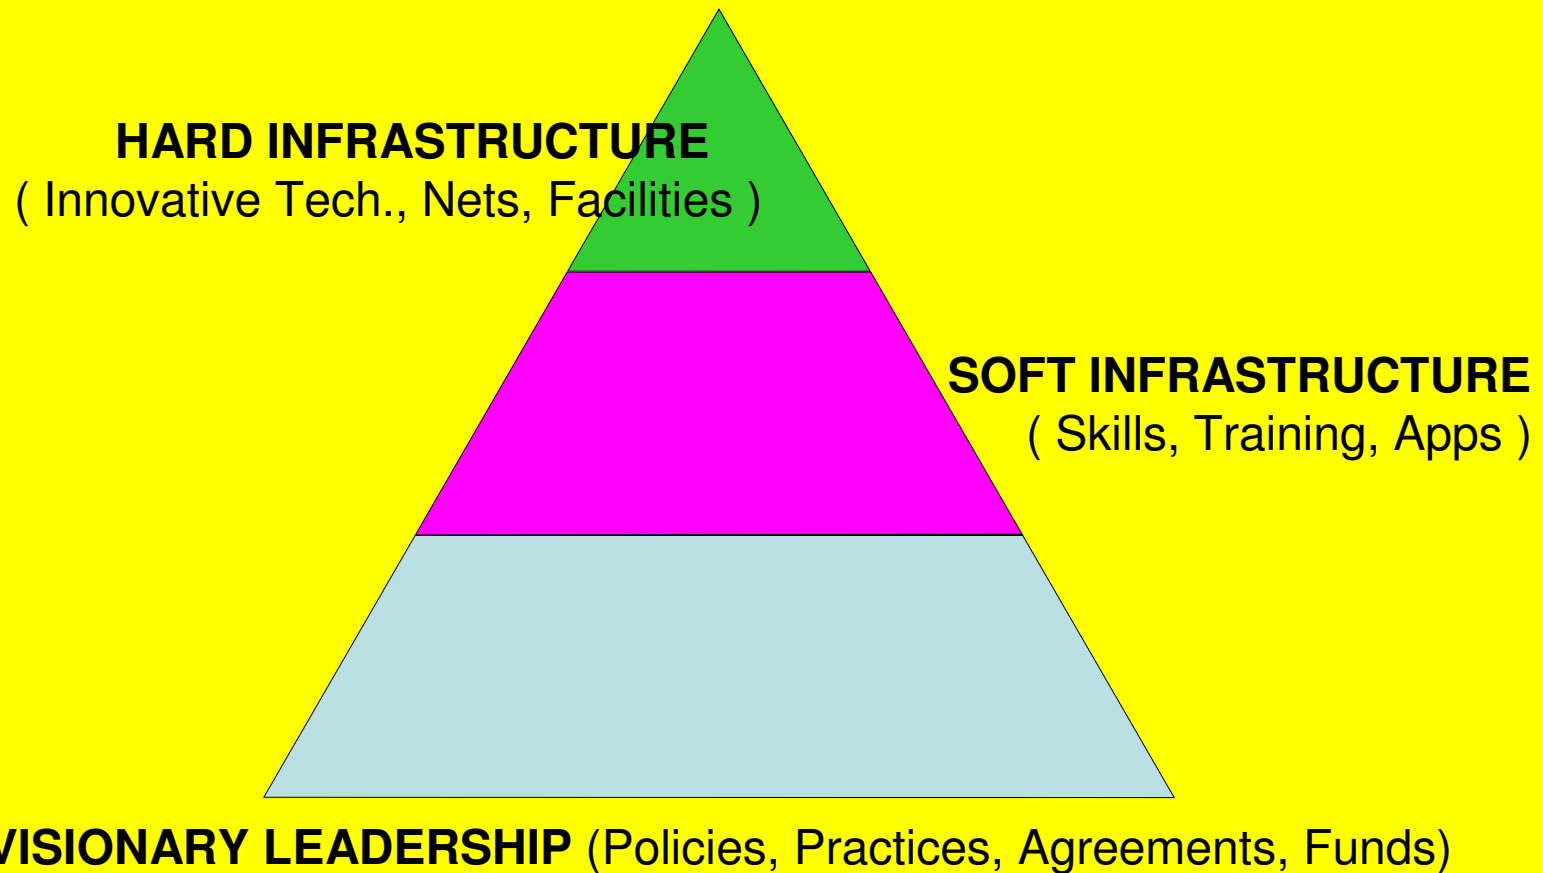 HARD INFRASTRUCTURE
( Innovative Tech., Nets, Facilities )
SOFT INFRASTRUCTURE
( Skills, Training, Apps )
VISIONARY LEADERSHIP (Policies, Practices, Agreements, Funds)